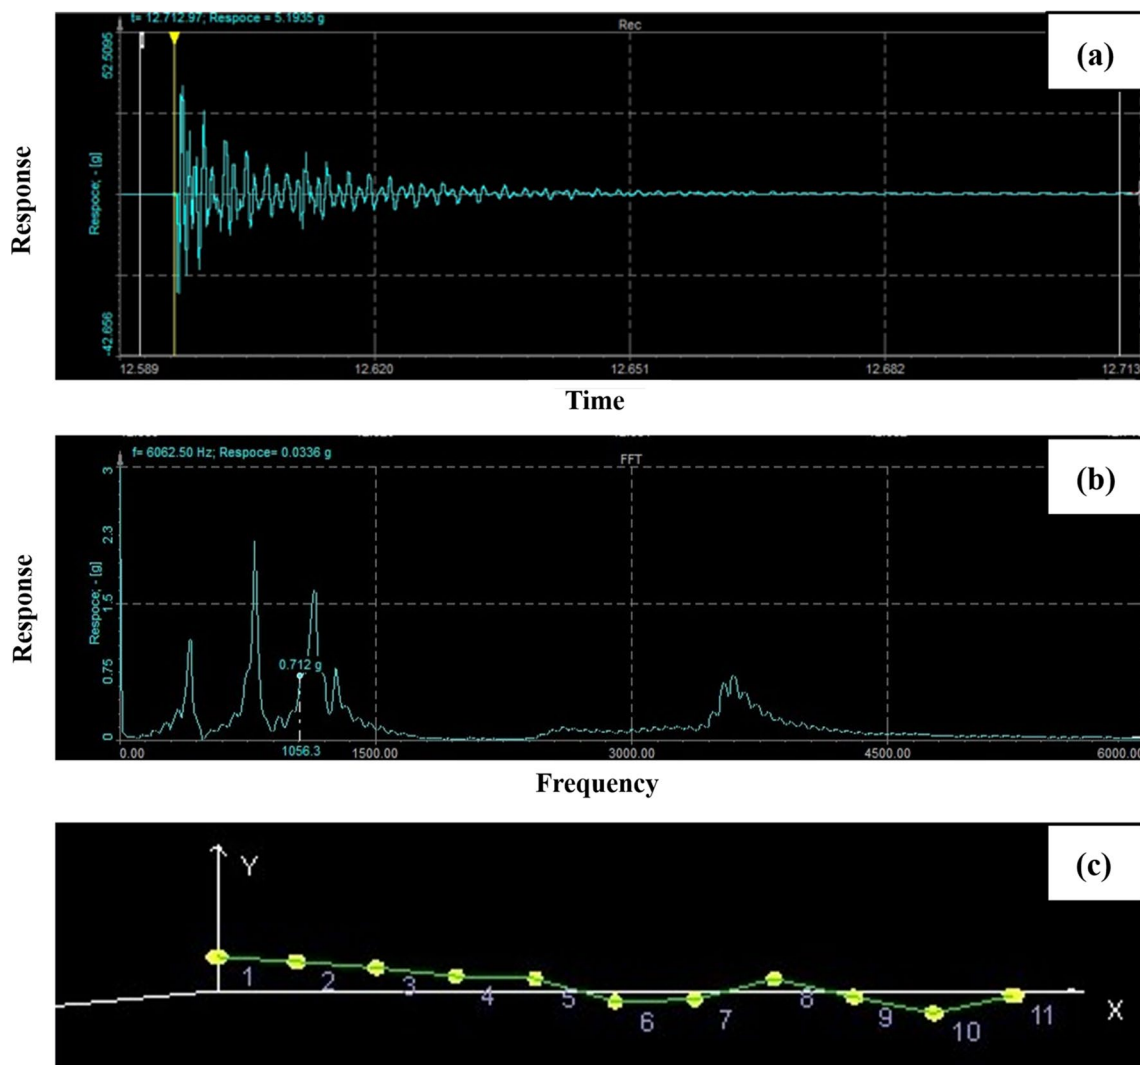 t= 12.712.97; Respoce = 5.1935 g
Rec
(a)
52.5095
Respoce; - [g]
-42.656
Response
12.589 12.620 12.651 12.682 12.713
Time
f= 6062.50 Hz; Respoce= 0.0336 g
FFT
(b)
3
2.3
1.5
0.75
0
Respoce; - [g]
Response
0.712 g
0.00 1056.3 1500.00 3000.00 4500.00 6000.00
Frequency
(c)
Y
1 2 3 4 5 6 7 8 9 10 11
X